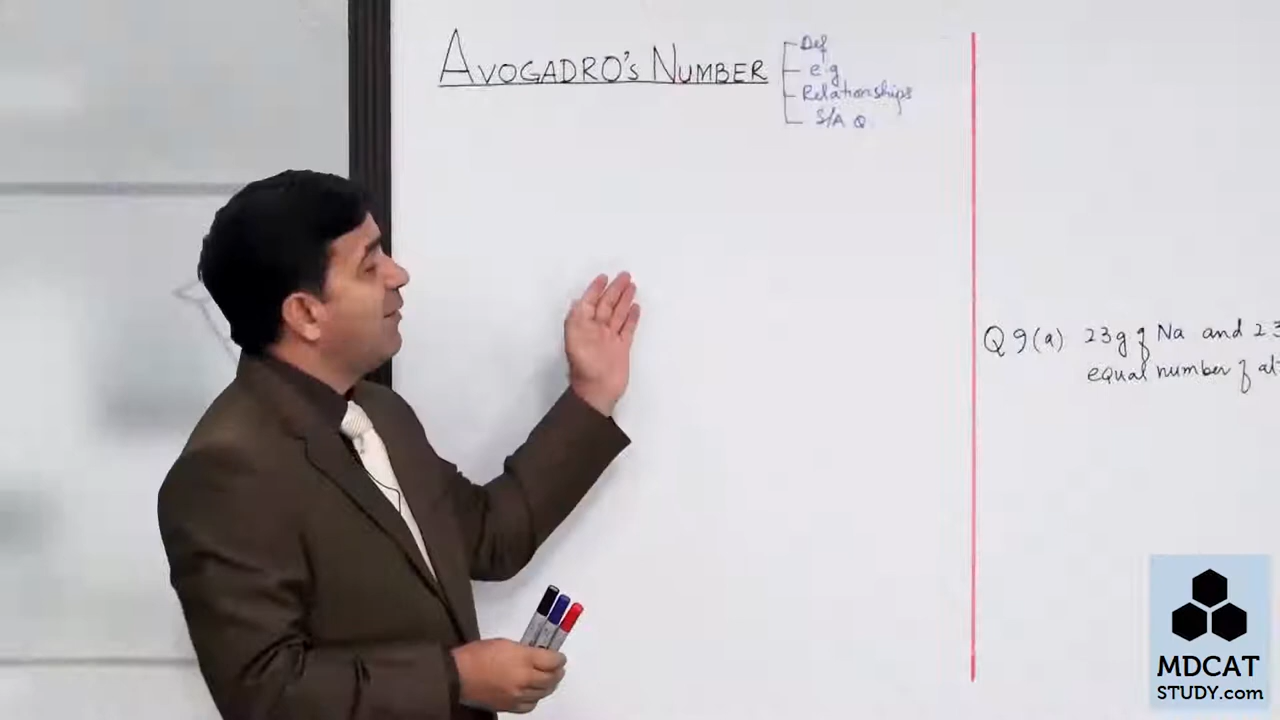 AVOGADRO's NUMBER
Def
e.g
Relationships
S/A Q.
Q 9(a) 23g of Na and 23
equal number of at
MDCAT
STUDY.com